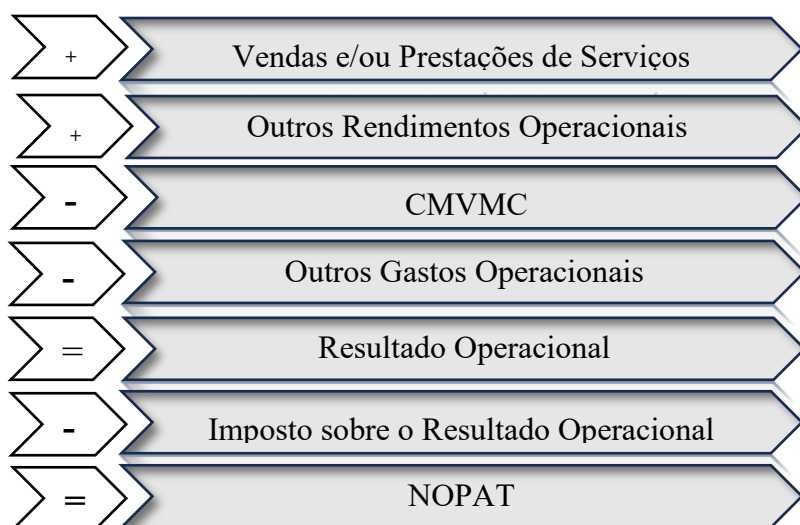 + Vendas e/ou Prestações de Serviços
+ Outros Rendimentos Operacionais
- CMVMC
- Outros Gastos Operacionais
= Resultado Operacional
- Imposto sobre o Resultado Operacional
= NOPAT